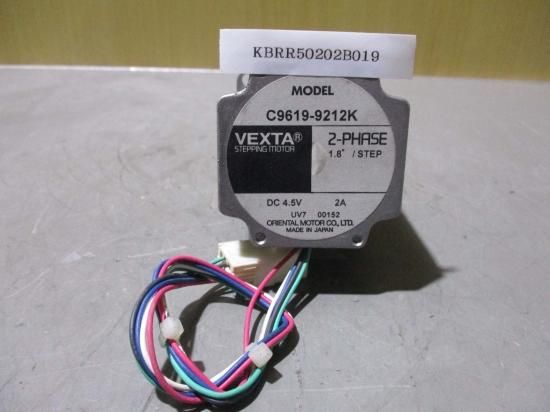 KBRR50202B019
MODEL
C9619-9212K
VEXTA®
STEPPING MOTOR
2-PHASE
1.8° / STEP
DC 4.5V 2A
UV7 00152
ORIENTAL MOTOR CO., LTD.
MADE IN JAPAN